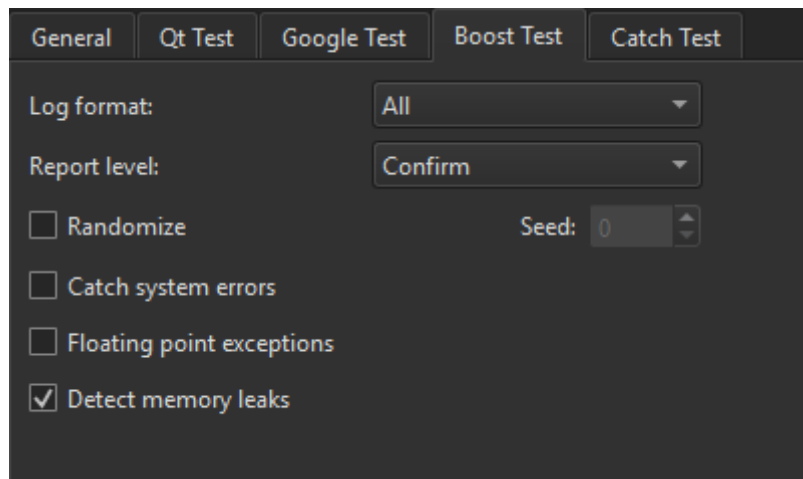 General Qt Test Google Test Boost Test Catch Test
Log format: All
Report level: Confirm
Randomize Seed: 0
Catch system errors
Floating point exceptions
Detect memory leaks